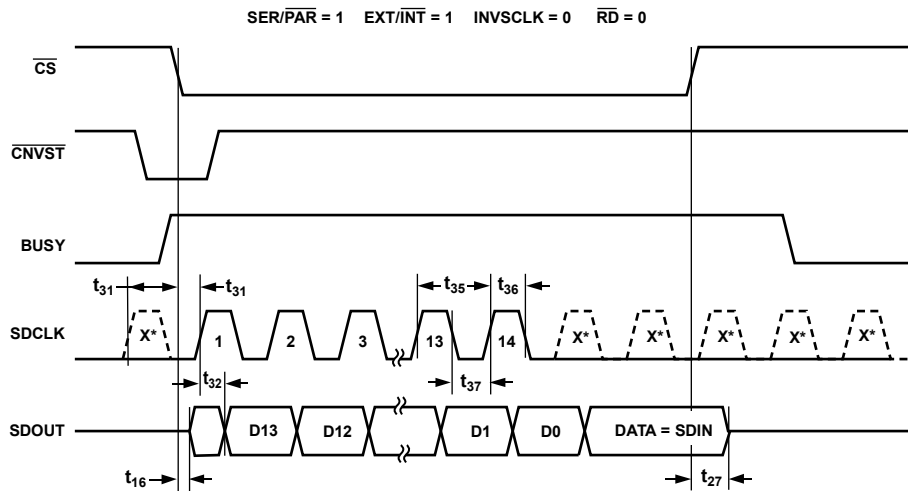 SER/PAR = 1 EXT/INT = 1 INVSCLK = 0 RD = 0
CS
CNVST
BUSY
t31 t31 t35 t36
SDCLK X* 1 2 3 13 14 X* X* X* X* X*
t32 t37
SDOUT D13 D12 D1 D0 DATA = SDIN
t16 t27